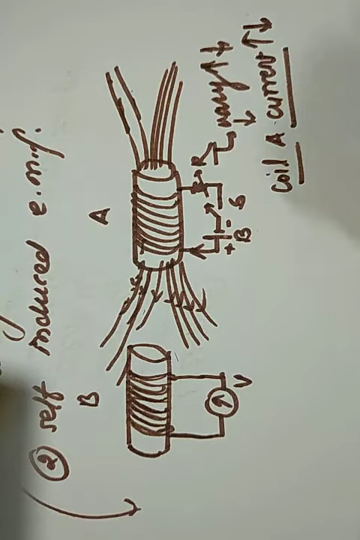 ② self induced e.m.f.
A
B
R
S
B
+
-
V
coil A current ↑↓